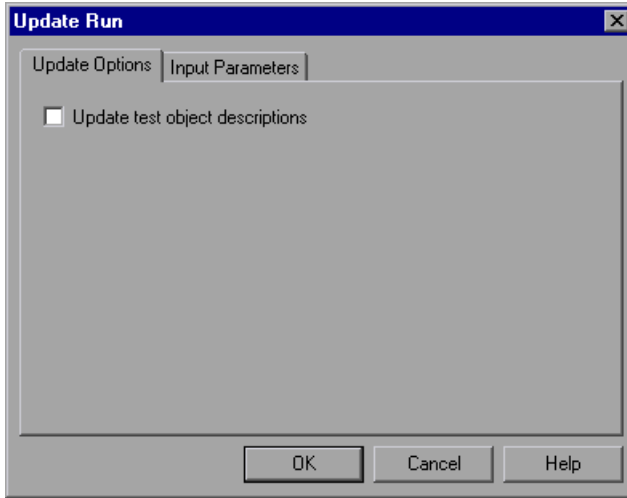 Update Run
Update Options Input Parameters
Update test object descriptions
OK Cancel Help